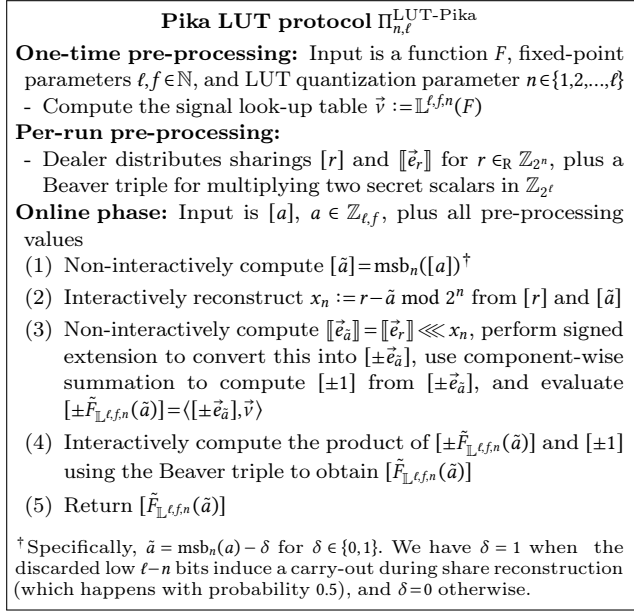 Pika LUT protocol Π_{n,ℓ}^{LUT-Pika}
One-time pre-processing: Input is a function F, fixed-point
parameters ℓ, f ∈ ℕ, and LUT quantization parameter n∈{1,2,...,ℓ}
- Compute the signal look-up table v⃗ := 𝕃^{ℓ,f,n}(F)
Per-run pre-processing:
- Dealer distributes sharings [r] and ⟦e⃗_r⟧ for r ∈_R ℤ_{2^n}, plus a
Beaver triple for multiplying two secret scalars in ℤ_{2^ℓ}
Online phase: Input is [a], a ∈ ℤ_{ℓ,f}, plus all pre-processing
values
(1) Non-interactively compute [ã]=msb_n([a])†
(2) Interactively reconstruct x_n := r−ã mod 2^n from [r] and [ã]
(3) Non-interactively compute ⟦e⃗_ã⟧=⟦e⃗_r⟧⋘x_n, perform signed
extension to convert this into [±e⃗_ã], use component-wise
summation to compute [±1] from [±e⃗_ã], and evaluate
[±F̃_{𝕃^{ℓ,f,n}}(ã)]=⟨[±e⃗_ã],v⃗⟩
(4) Interactively compute the product of [±F̃_{𝕃^{ℓ,f,n}}(ã)] and [±1]
using the Beaver triple to obtain [F̃_{𝕃^{ℓ,f,n}}(ã)]
(5) Return [F̃_{𝕃^{ℓ,f,n}}(ã)]
†Specifically, ã = msb_n(a) − δ for δ ∈ {0,1}. We have δ = 1 when the
discarded low ℓ−n bits induce a carry-out during share reconstruction
(which happens with probability 0.5), and δ=0 otherwise.